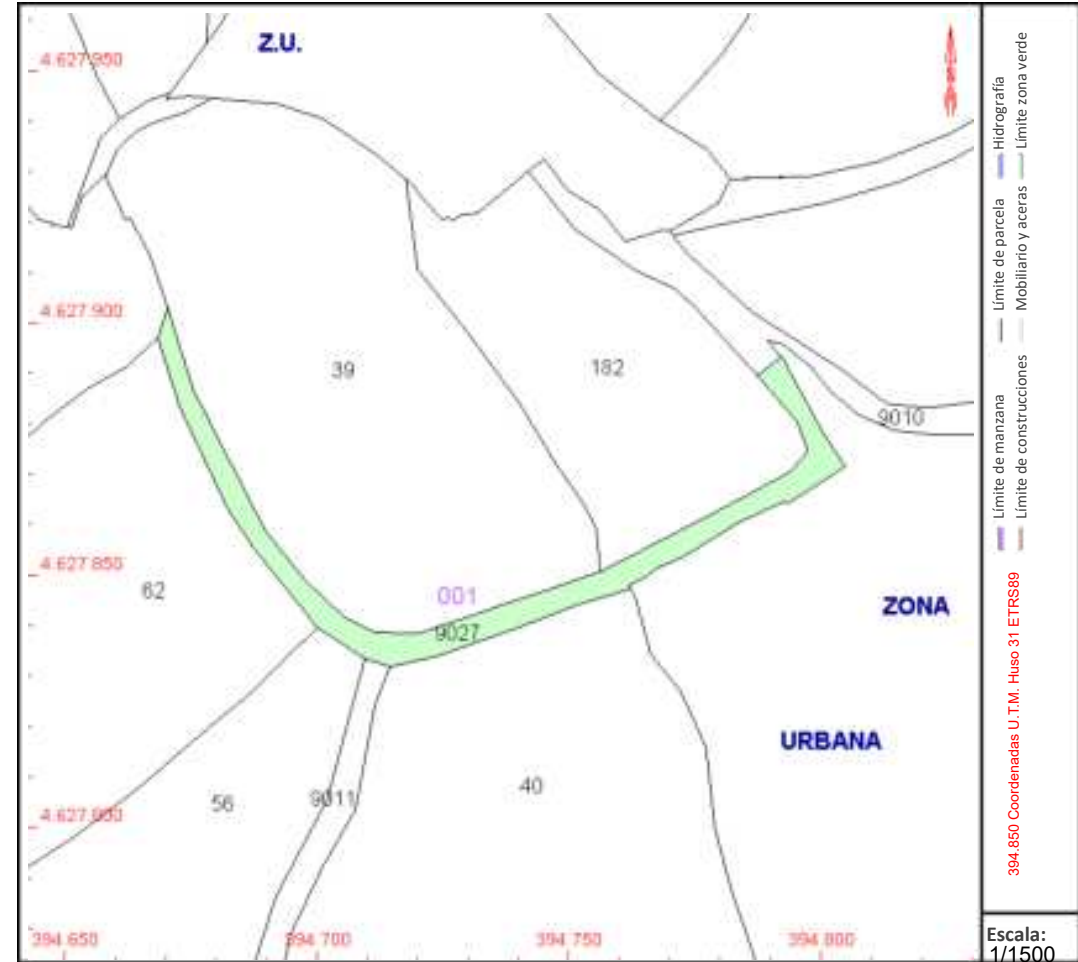 Z.U.
4.627.950
4.627.900
39
182
9010
4.627.850
62
001
9027
ZONA
URBANA
56
9011
40
4.627.800
394.650
394.700
394.750
394.800
394.850 Coordenadas U.T.M. Huso 31 ETRS89
Límite de manzana
Límite de construcciones
Límite de parcela
Mobiliario y aceras
Hidrografía
Límite zona verde
Escala:
1/1500